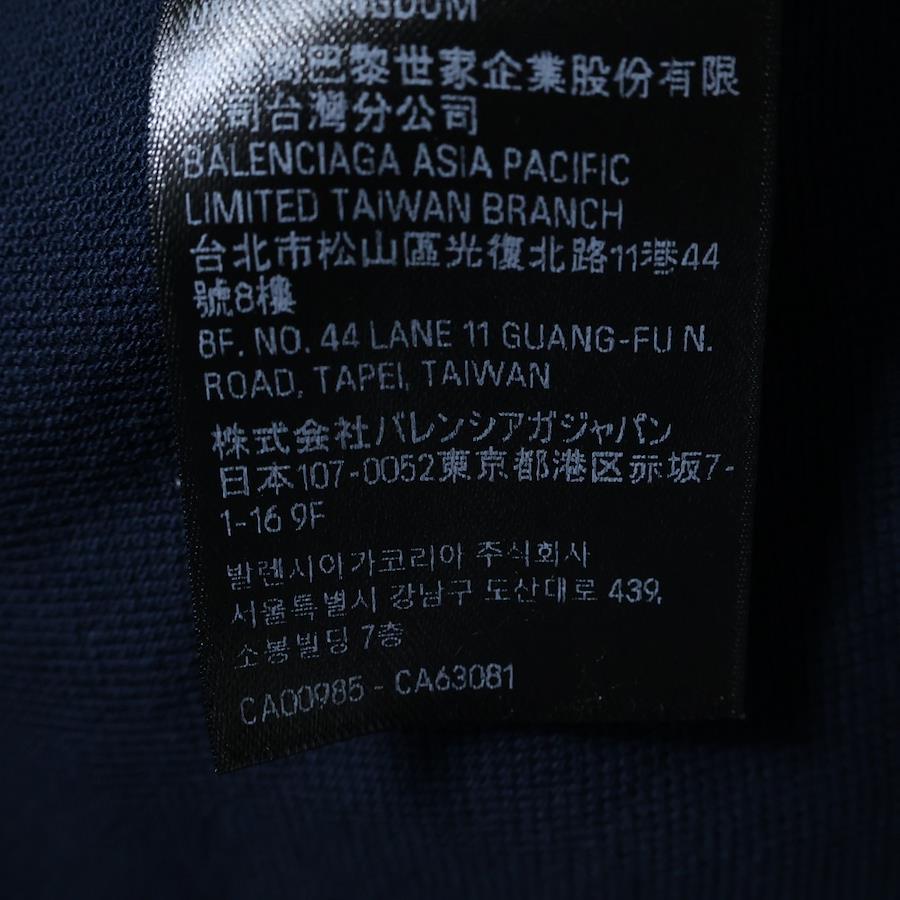 KINGDOM
巴黎世家企業股份有限
司台灣分公司
BALENCIAGA ASIA PACIFIC
LIMITED TAIWAN BRANCH
台北市松山區光復北路11港44
號8樓
8F. NO. 44 LANE 11 GUANG-FU N.
ROAD, TAPEI, TAIWAN
株式会社バレンシアガジャパン
日本107-0052東京都港区赤坂7-
1-16 9F
발렌시아가코리아 주식회사
서울특별시 강남구 도산대로 439,
소봉빌딩 7층
CA00985 - CA63081